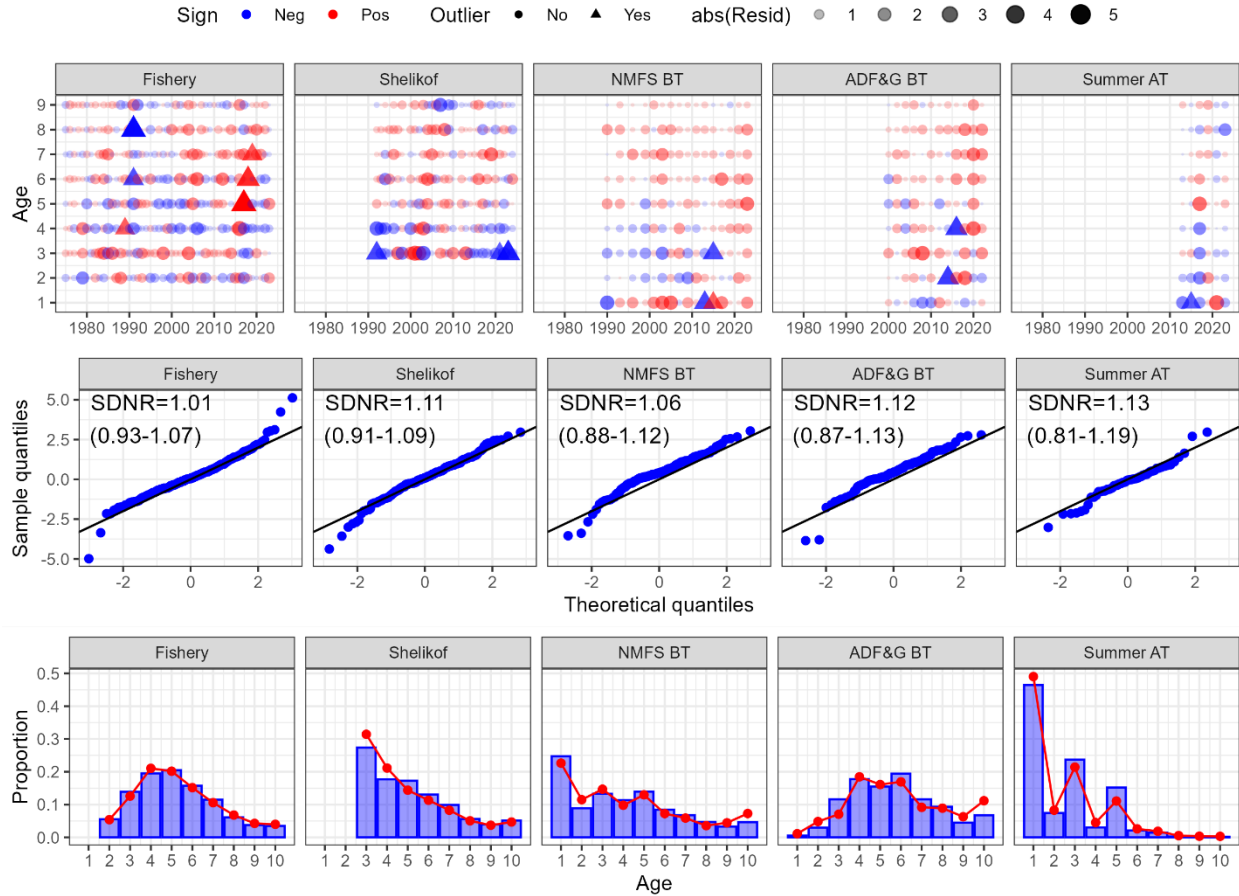 Sign Neg Pos Outlier No Yes abs(Resid) 1 2 3 4 5
Fishery Shelikof NMFS BT ADF&G BT Summer AT
Age
9
8
7
6
5
4
3
2
1
1980 1990 2000 2010 2020 1980 1990 2000 2010 2020 1980 1990 2000 2010 2020 1980 1990 2000 2010 2020 1980 1990 2000 2010 2020
Fishery Shelikof NMFS BT ADF&G BT Summer AT
SDNR=1.01 SDNR=1.11 SDNR=1.06 SDNR=1.12 SDNR=1.13
(0.93-1.07) (0.91-1.09) (0.88-1.12) (0.87-1.13) (0.81-1.19)
Sample quantiles
5.0
2.5
0.0
-2.5
-5.0
-2 0 2 -2 0 2 -2 0 2 -2 0 2 -2 0 2
Theoretical quantiles
Fishery Shelikof NMFS BT ADF&G BT Summer AT
Proportion
0.5
0.4
0.3
0.2
0.1
0.0
1 2 3 4 5 6 7 8 9 10 1 2 3 4 5 6 7 8 9 10 1 2 3 4 5 6 7 8 9 10 1 2 3 4 5 6 7 8 9 10 1 2 3 4 5 6 7 8 9 10
Age